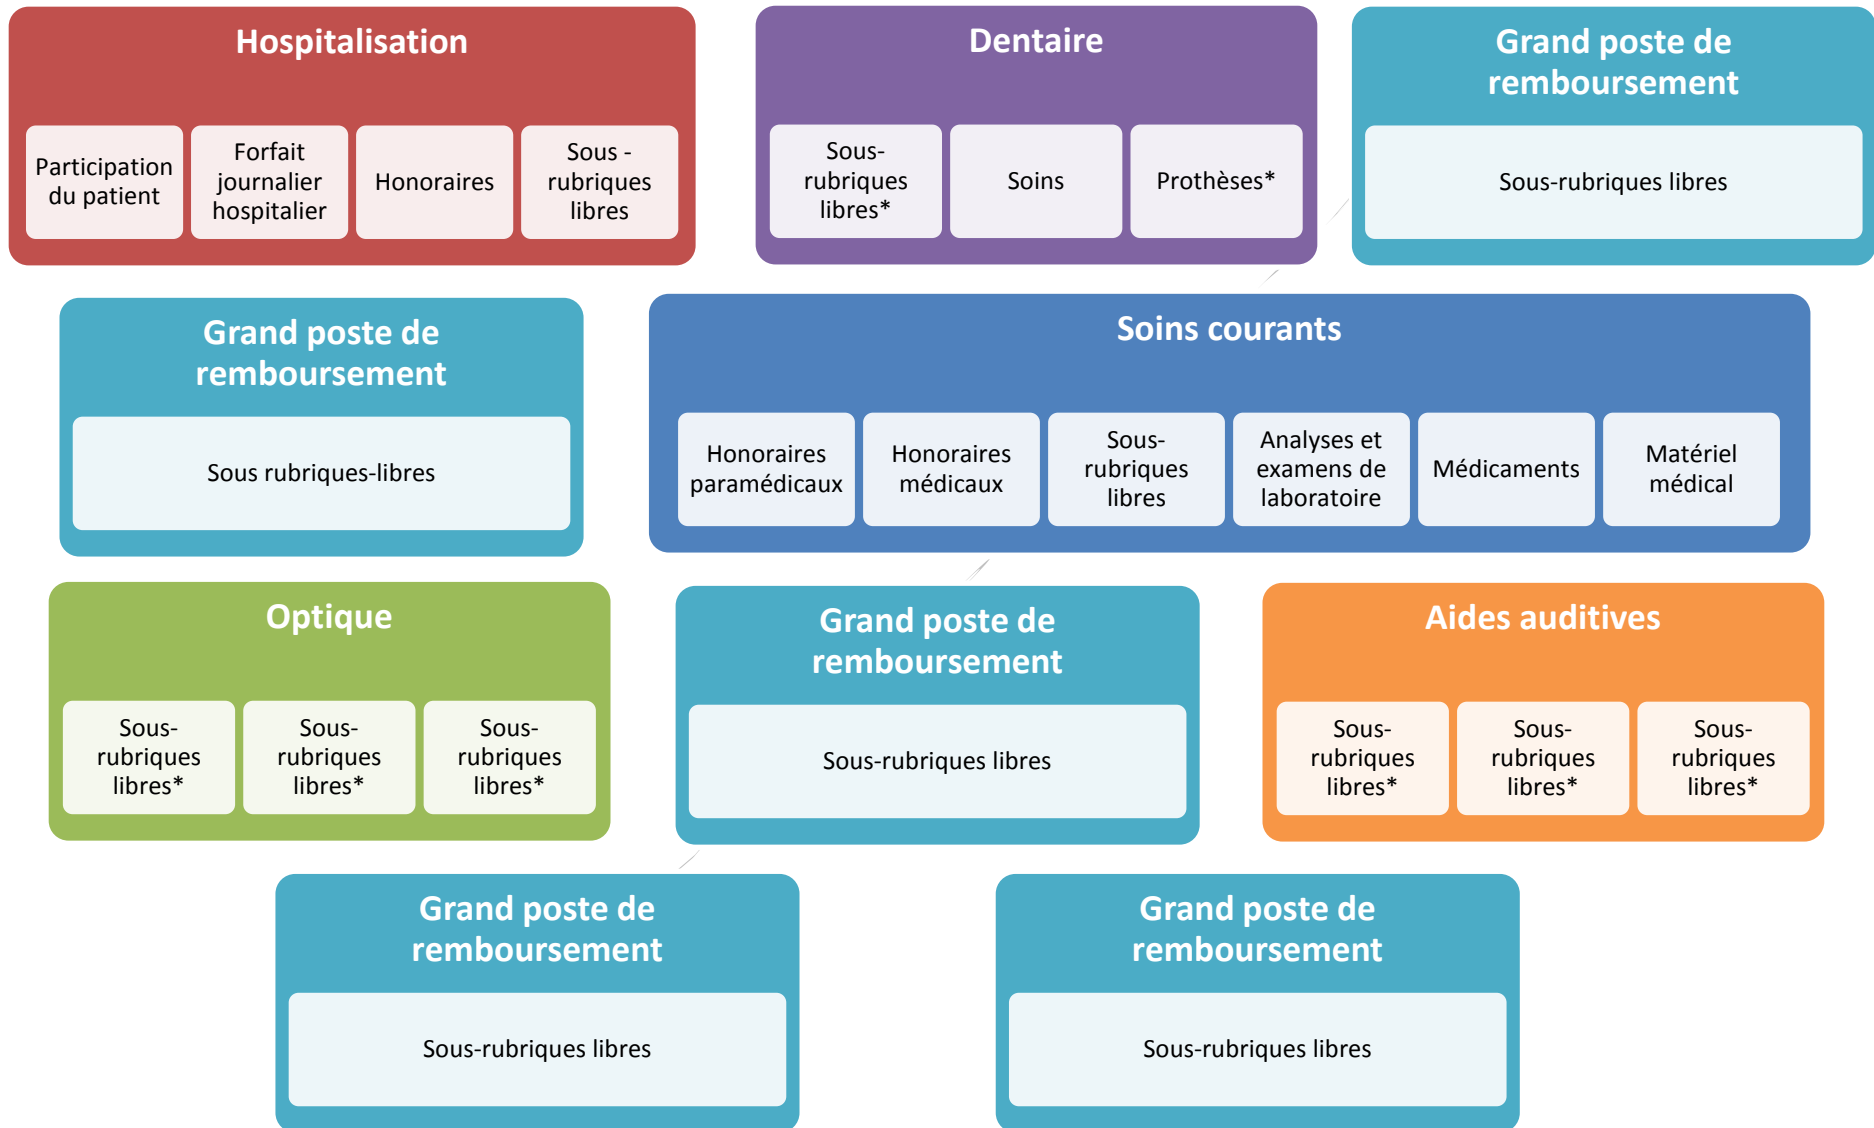 Hospitalisation
Participation
du patient
Forfait
journalier
hospitalier
Honoraires
Sous -
rubriques
libres
Dentaire
Sous-
rubriques
libres*
Soins
Prothèses*
Grand poste de
remboursement
Sous-rubriques libres
Grand poste de
remboursement
Sous rubriques-libres
Soins courants
Honoraires
paramédicaux
Honoraires
médicaux
Sous-
rubriques
libres
Analyses et
examens de
laboratoire
Médicaments
Matériel
médical
Optique
Sous-
rubriques
libres*
Sous-
rubriques
libres*
Sous-
rubriques
libres*
Grand poste de
remboursement
Sous-rubriques libres
Aides auditives
Sous-
rubriques
libres*
Sous-
rubriques
libres*
Sous-
rubriques
libres*
Grand poste de
remboursement
Sous-rubriques libres
Grand poste de
remboursement
Sous-rubriques libres